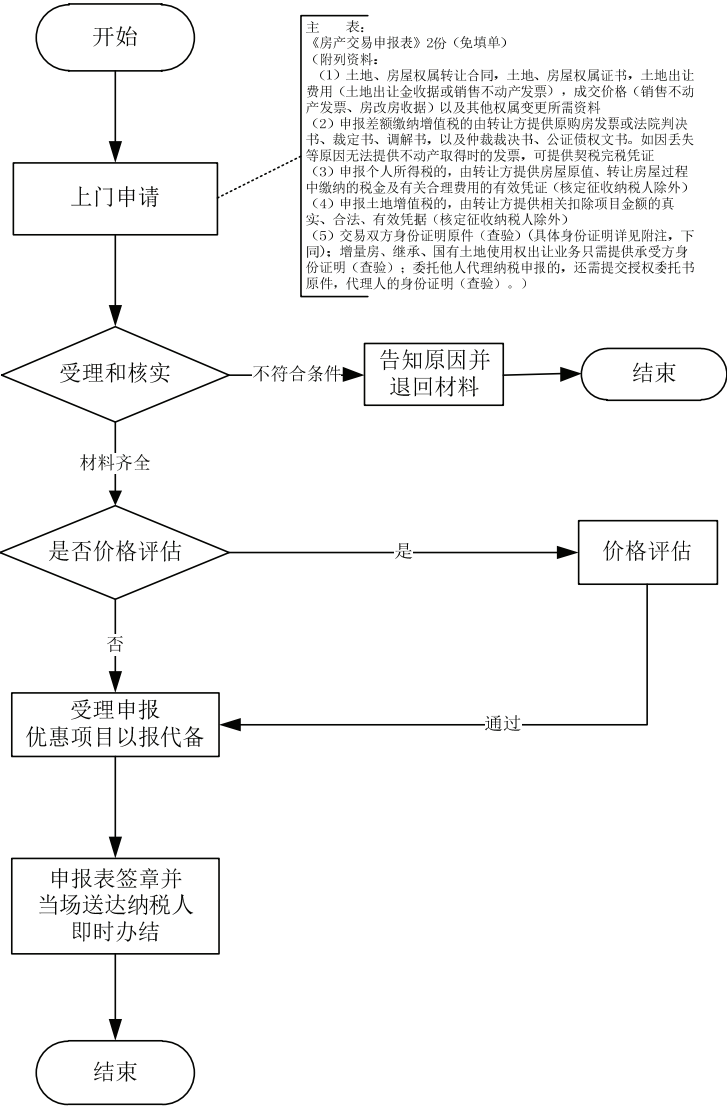 开始
主 表：
《房产交易申报表》2份（免填单）
（附列资料：
（1）土地、房屋权属转让合同，土地、房屋权属证书，土地出让
费用（土地出让金收据或销售不动产发票），成交价格（销售不动
产发票、房改房收据）以及其他权属变更所需资料
（2）申报差额缴纳增值税的由转让方提供原购房发票或法院判决
书、裁定书、调解书，以及仲裁裁决书、公证债权文书。如因丢失
等原因无法提供不动产取得时的发票，可提供契税完税凭证
（3）申报个人所得税的，由转让方提供房屋原值、转让房屋过程
中缴纳的税金及有关合理费用的有效凭证（核定征收纳税人除外）
（4）申报土地增值税的，由转让方提供相关扣除项目金额的真
实、合法、有效凭据（核定征收纳税人除外）
（5）交易双方身份证明原件（查验）(具体身份证明详见附注，下
同)；增量房、继承、国有土地使用权出让业务只需提供承受方身
份证明（查验）；委托他人代理纳税申报的，还需提交授权委托书
原件，代理人的身份证明（查验）。）
上门申请
受理和核实
不符合条件
告知原因并
退回材料
结束
材料齐全
是否价格评估
是
价格评估
否
受理申报
优惠项目以报代备
通过
申报表签章并
当场送达纳税人
即时办结
结束